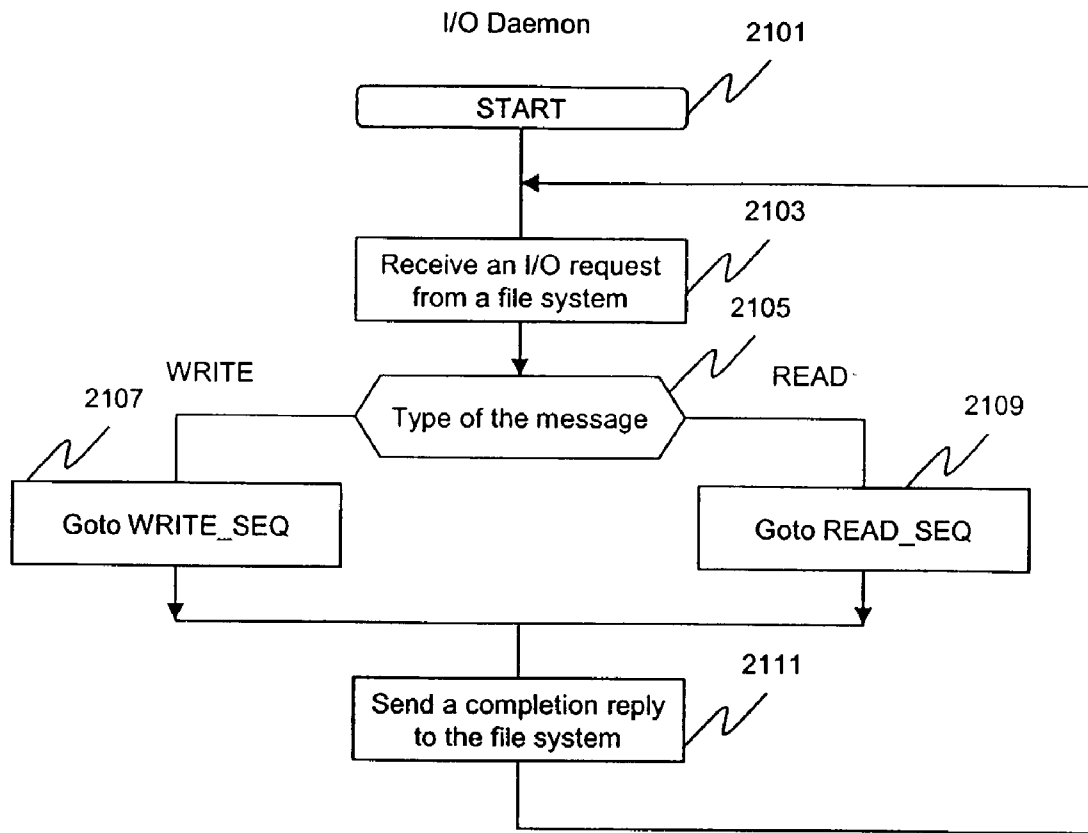 I/O Daemon
2101
START
2103
Receive an I/O request
from a file system
2105
WRITE
READ
2107
Type of the message
2109
Goto WRITE_SEQ
Goto READ_SEQ
2111
Send a completion reply
to the file system